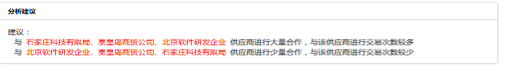 分析建议
建议：
与 石家庄科技有限局、秦皇岛商贸公司、北京软件研发企业 供应商进行大量合作，与该供应商进行交易次数较多
与 北京软件研发企业、秦皇岛商贸公司、石家庄科技有限局 供应商进行少量合作，与该供应商进行交易次数较少